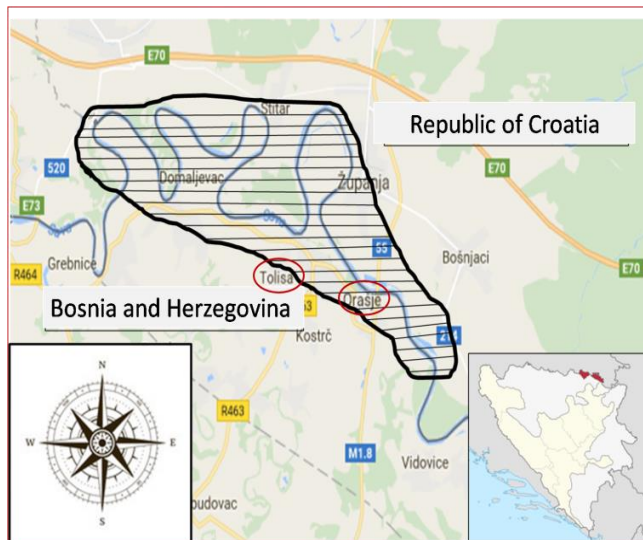 E70
Štitar
Republic of Croatia
520
Domaljevac
Županja
E70
E73
Sava
Sava
55
Bošnjaci
R464
Grebnice
Tolisa
E70
Bosnia and Herzegovina
Orašje
Kostrč
N
R463
W
E
M1.8
Vidovice
S